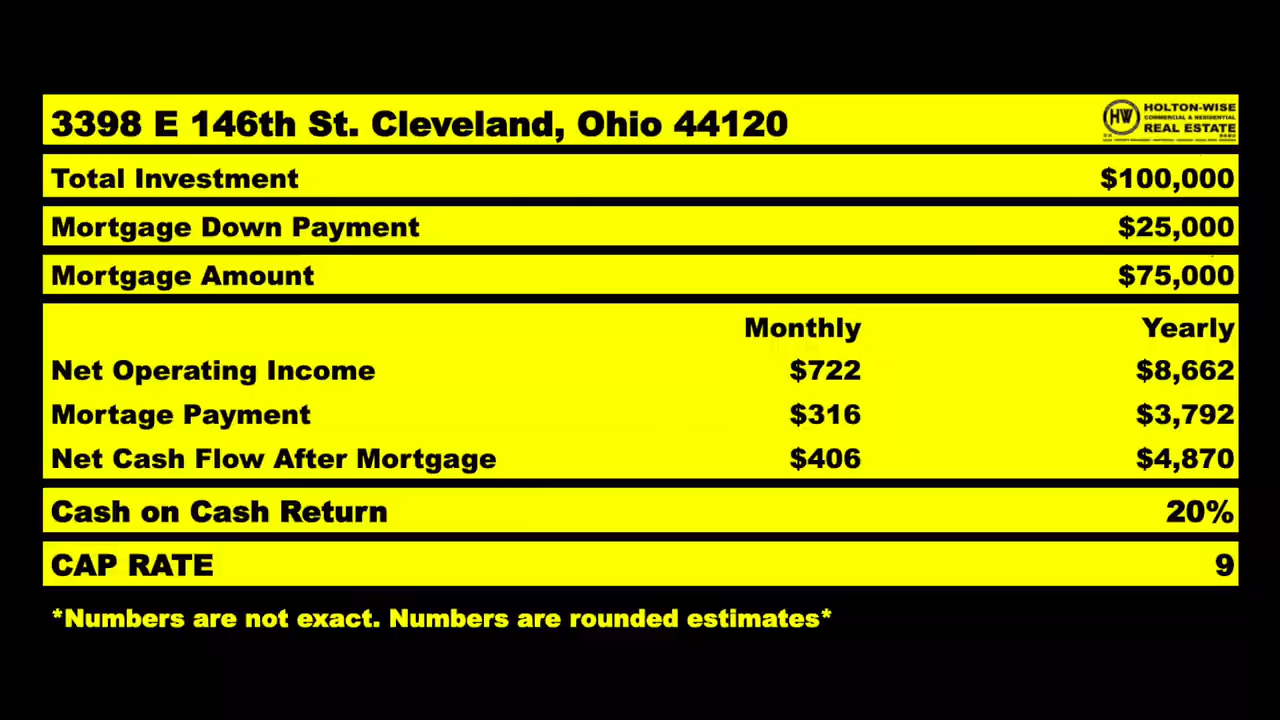 3398 E 146th St. Cleveland, Ohio 44120
HOLTON-WISE
COMMERCIAL & RESIDENTIAL
REAL ESTATE
HW
Total Investment $100,000
Mortgage Down Payment $25,000
Mortgage Amount $75,000
Monthly Yearly
Net Operating Income $722 $8,662
Mortage Payment $316 $3,792
Net Cash Flow After Mortgage $406 $4,870
Cash on Cash Return 20%
CAP RATE 9
*Numbers are not exact. Numbers are rounded estimates*